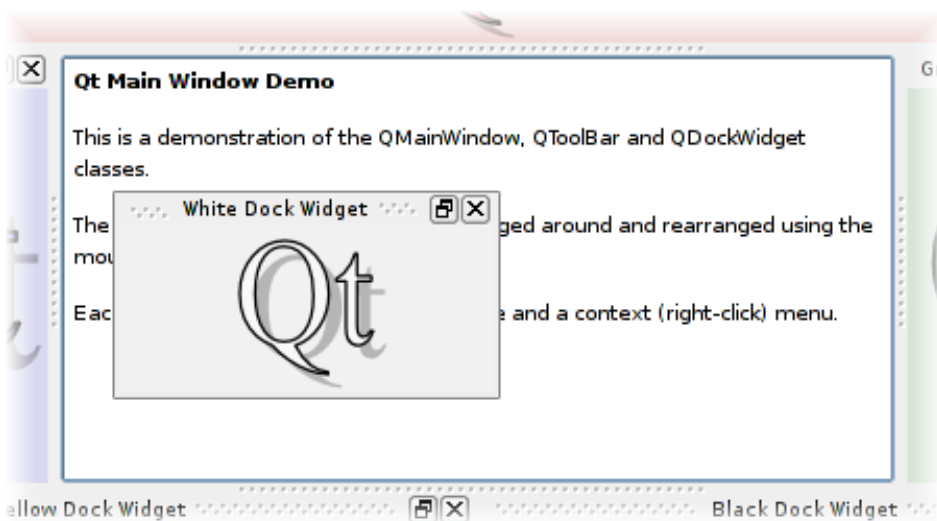 Qt Main Window Demo
This is a demonstration of the QMainWindow, QToolBar and QDockWidget
classes.
White Dock Widget
The ged around and rearranged using the
mou
Qt
Eac e and a context (right-click) menu.
ellow Dock Widget Black Dock Widget